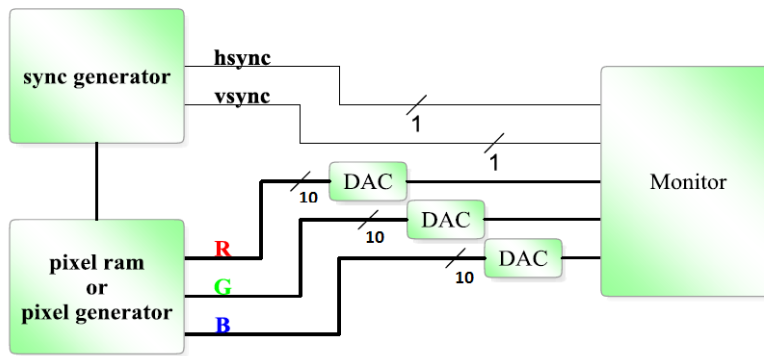 hsync
sync generator
vsync
1
1
DAC
10
Monitor
DAC
10
R
DAC
10
pixel ram
or
pixel generator
G
B